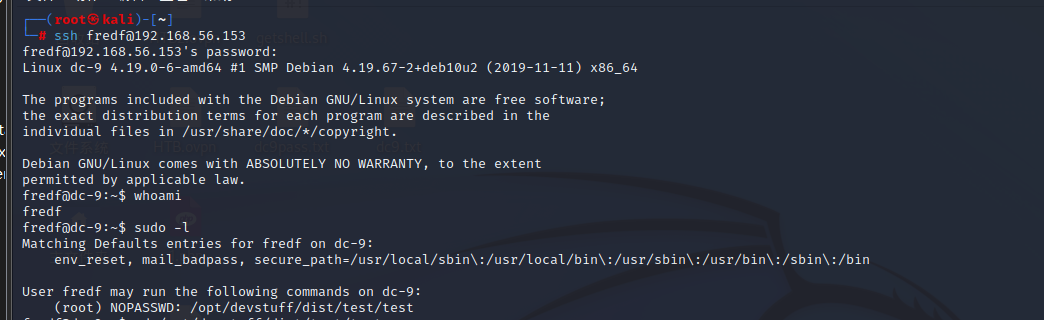 ┌──(root㉿kali)-[~]
└─# ssh fredf@192.168.56.153
fredf@192.168.56.153's password:
Linux dc-9 4.19.0-6-amd64 #1 SMP Debian 4.19.67-2+deb10u2 (2019-11-11) x86_64

The programs included with the Debian GNU/Linux system are free software;
the exact distribution terms for each program are described in the
individual files in /usr/share/doc/*/copyright.

Debian GNU/Linux comes with ABSOLUTELY NO WARRANTY, to the extent
permitted by applicable law.
fredf@dc-9:~$ whoami
fredf
fredf@dc-9:~$ sudo -l
Matching Defaults entries for fredf on dc-9:
    env_reset, mail_badpass, secure_path=/usr/local/sbin\:/usr/local/bin\:/usr/sbin\:/usr/bin\:/sbin\:/bin

User fredf may run the following commands on dc-9:
    (root) NOPASSWD: /opt/devstuff/dist/test/test